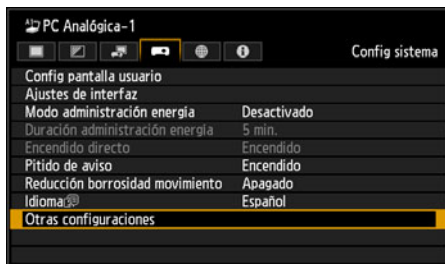 PC Analógica-1
Config sistema
Config pantalla usuario
Ajustes de interfaz
Modo administración energía Desactivado
Duración administración energía 5 min.
Encendido directo Encendido
Pitido de aviso Encendido
Reducción borrosidad movimiento Apagado
Idioma Español
Otras configuraciones